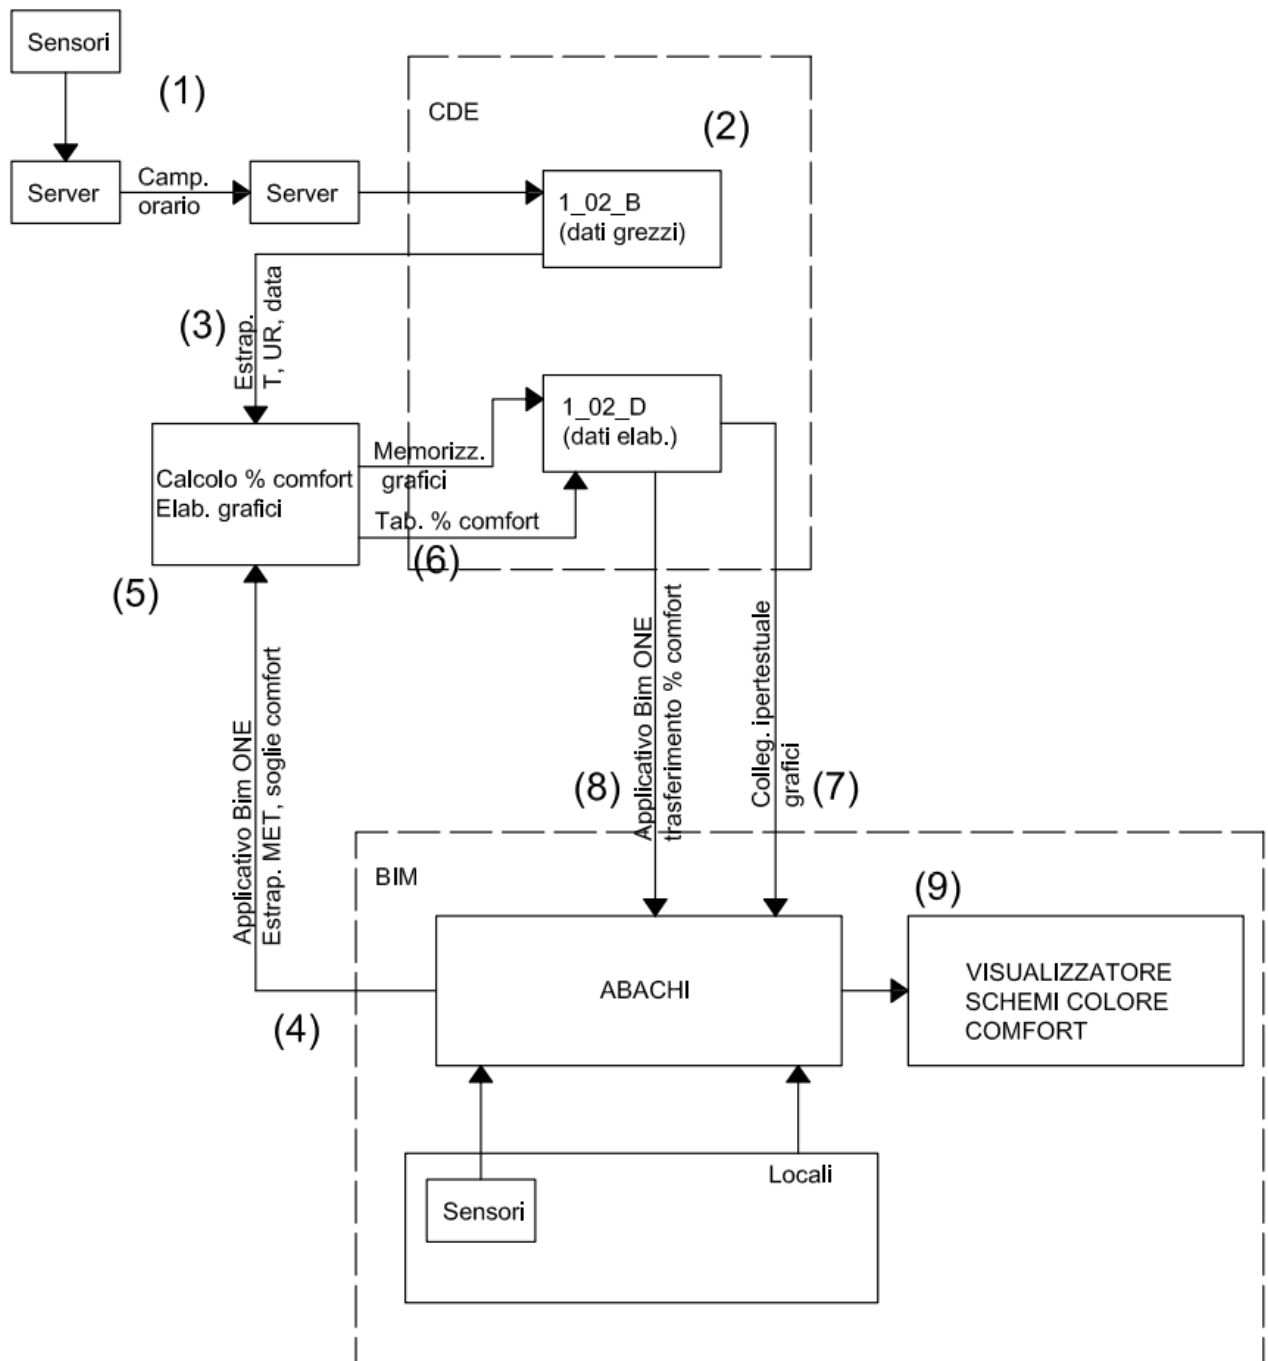 Sensori
(1)
CDE
(2)
Server
Camp.
orario
Server
1_02_B
(dati grezzi)
(3)
Estrap.
T, UR, data
1_02_D
(dati elab.)
Calcolo % comfort
Elab. grafici
Memorizz.
grafici
Tab. % comfort
(6)
(5)
Applicativo Bim ONE
Estrap. MET, soglie comfort
Applicativo Bim ONE
trasferimento % comfort
Colleg. ipertestuale
grafici
(8)
(7)
BIM
(9)
ABACHI
VISUALIZZATORE
SCHEMI COLORE
COMFORT
(4)
Locali
Sensori